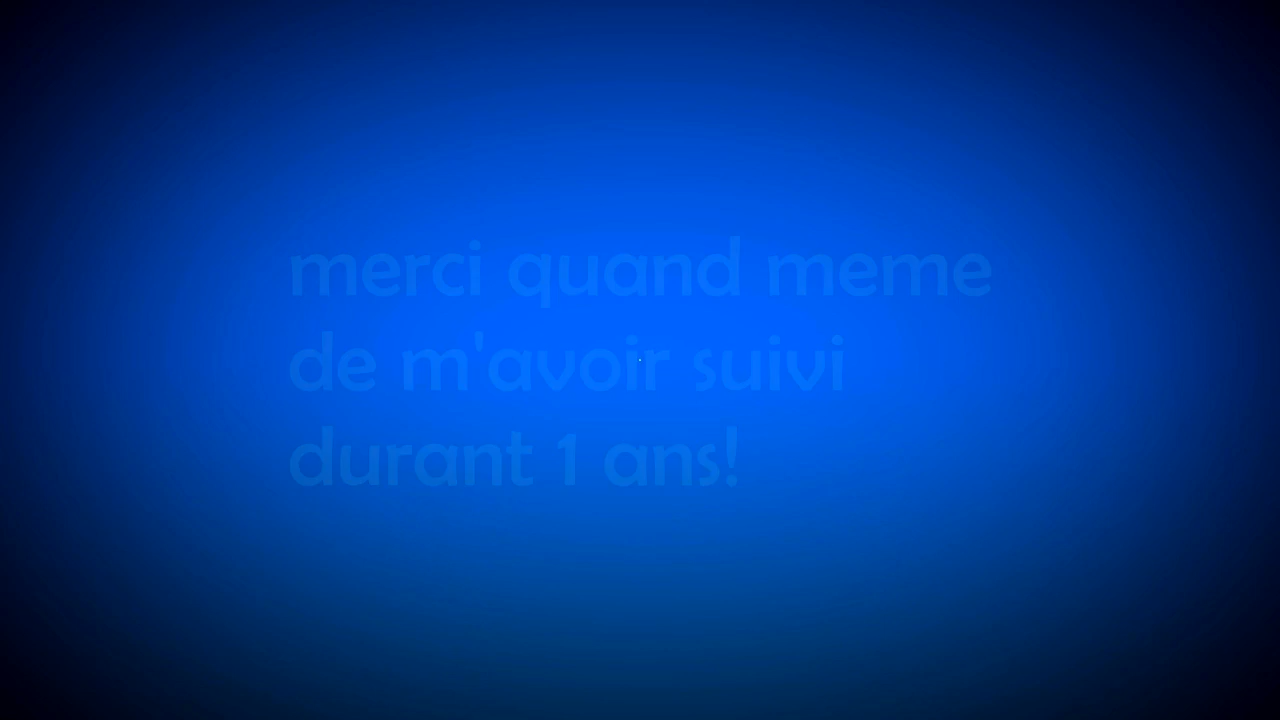 merci quand meme
de m'avoir suivi
durant 1 ans!